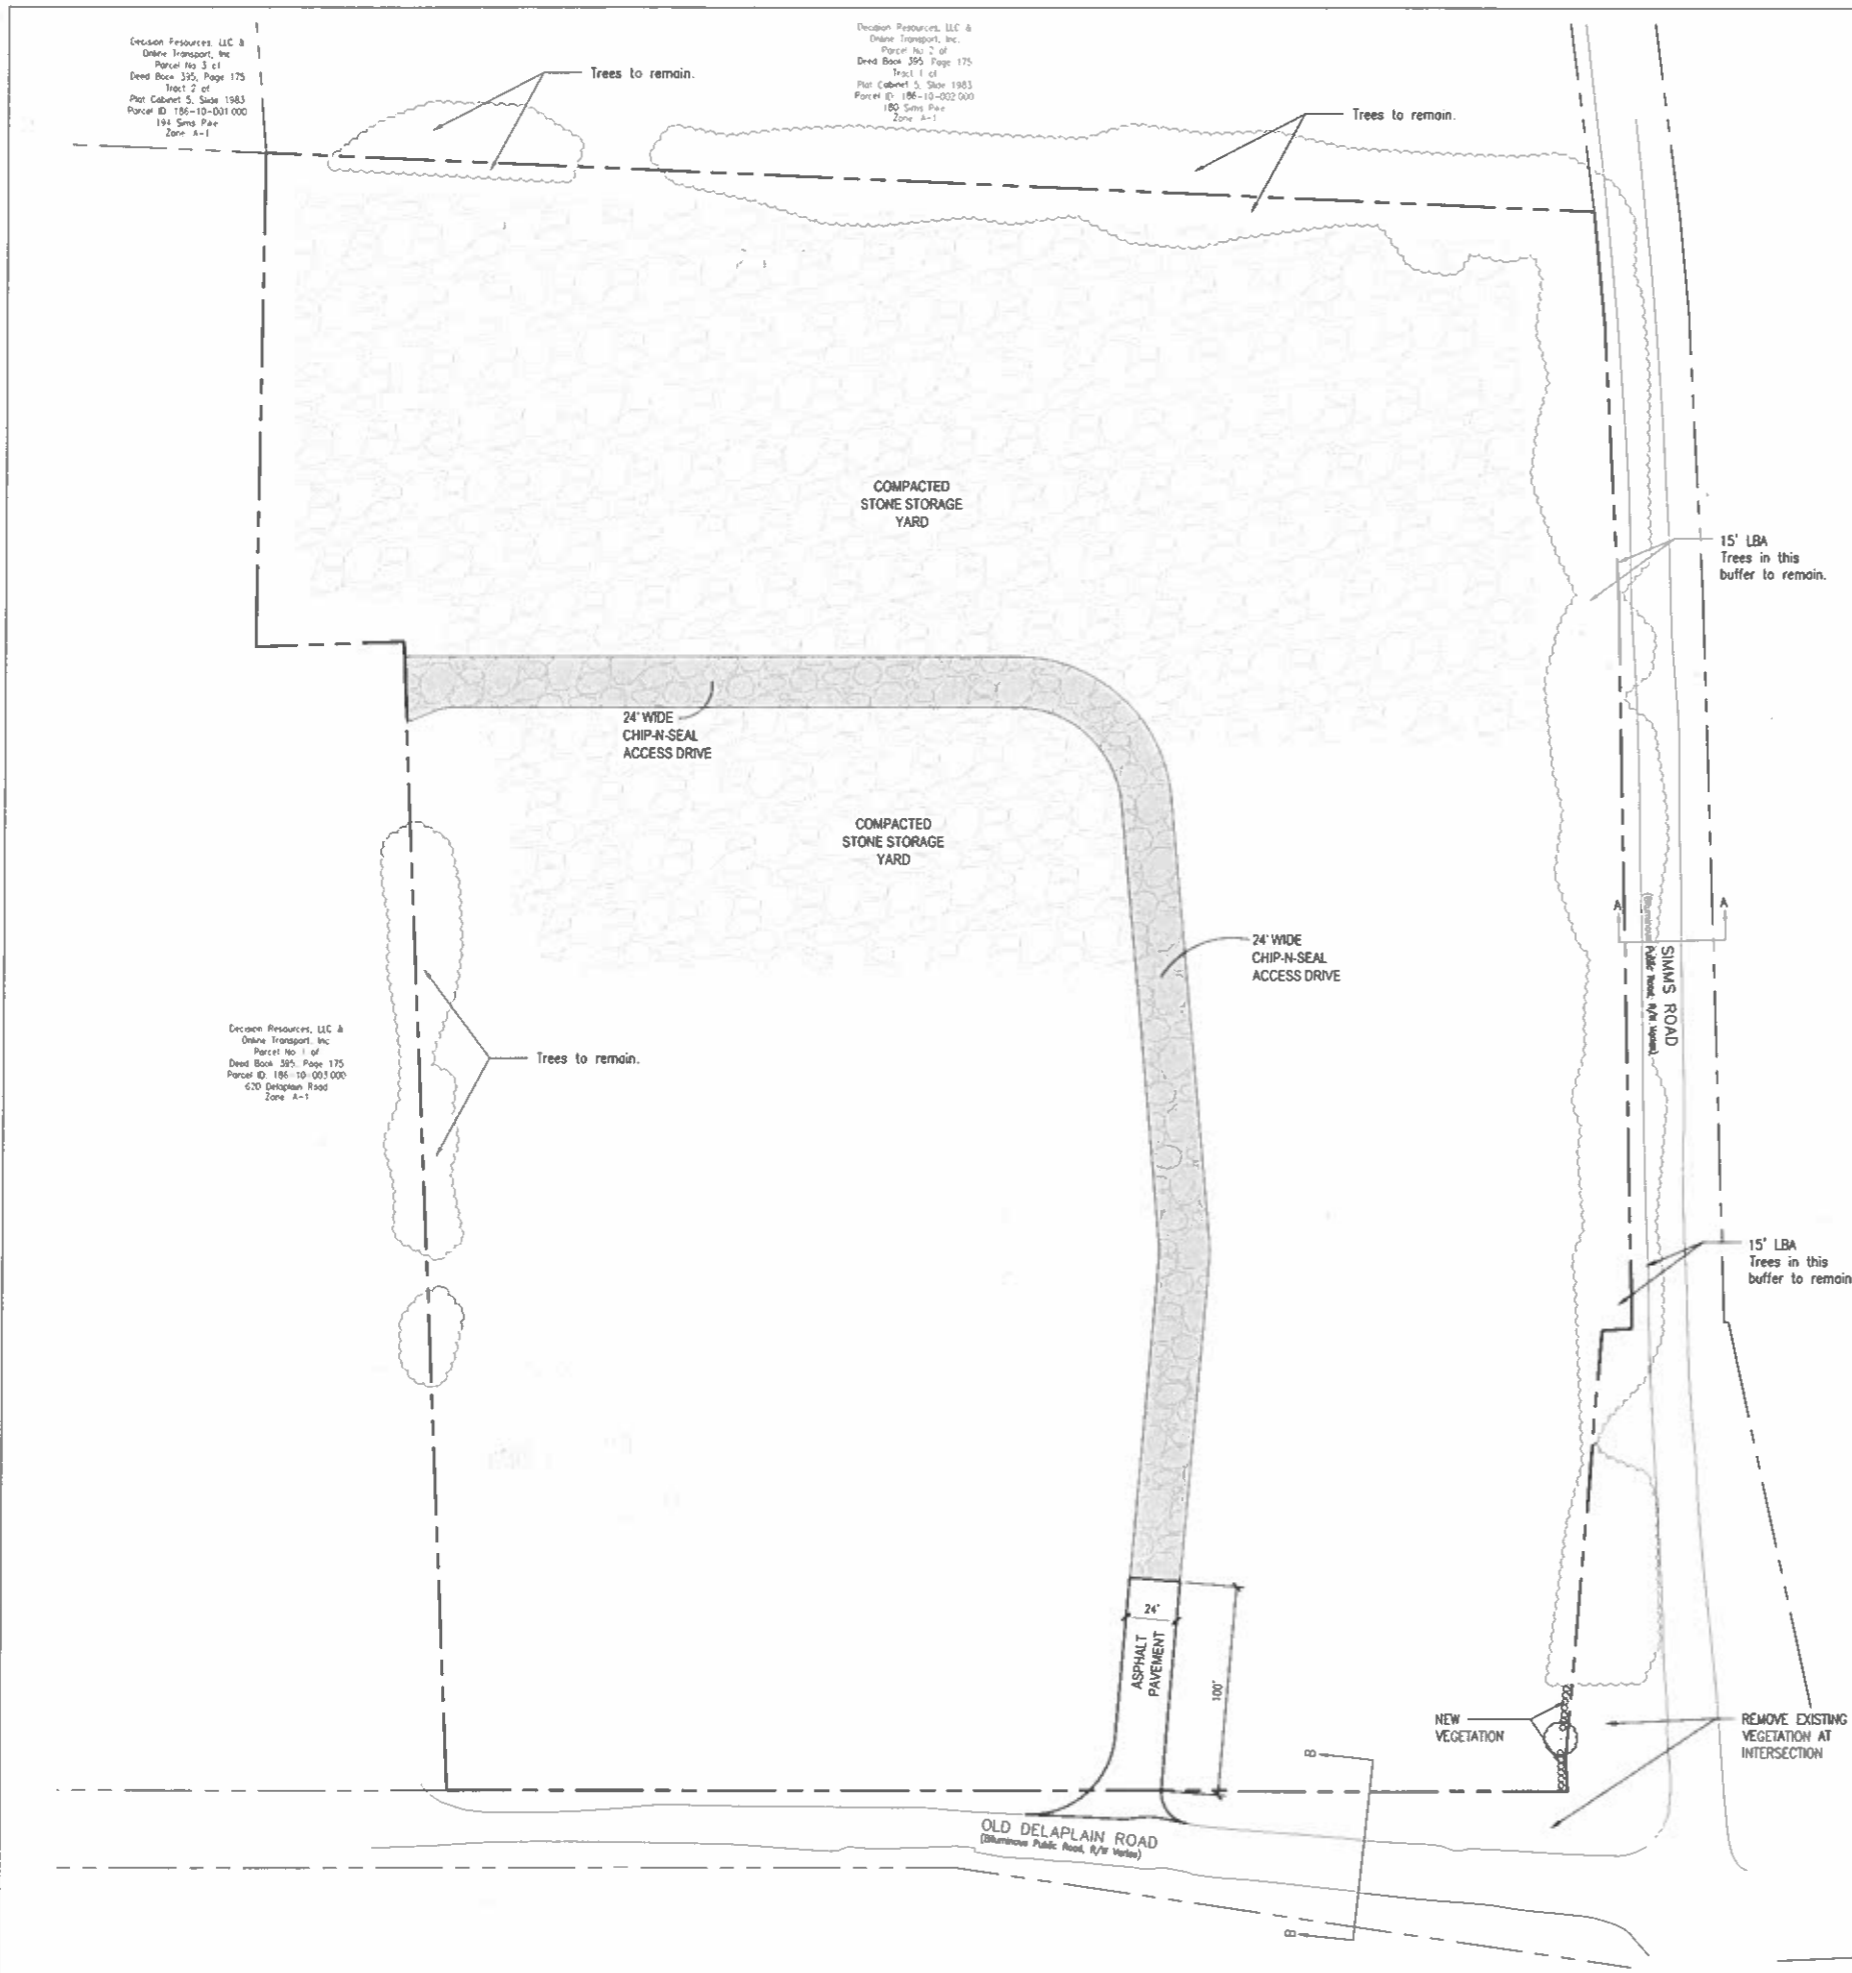 Decision Resources, LLC &
Online Transport, Inc
Parcel No 3 of
Deed Book 395, Page 175
Tract 2 of
Plat Cabinet 5, Slide 1983
Parcel ID: 186-10-001.000
194 Sims Pike
Zone A-1
Decision Resources, LLC &
Online Transport, Inc.
Parcel No 2 of
Deed Book 395 Page 175
Tract 1 of
Plat Cabinet 5, Slide 1983
Parcel ID: 186-10-002.000
180 Sims Pike
Zone A-1
Trees to remain.
Trees to remain.
COMPACTED
STONE STORAGE
YARD
15' LBA
Trees in this
buffer to remain.
24' WIDE
CHIP-N-SEAL
ACCESS DRIVE
COMPACTED
STONE STORAGE
YARD
A A
24' WIDE
CHIP-N-SEAL
ACCESS DRIVE
SIMMS ROAD
(Bituminous Public Road, R/W Varies)
Decision Resources, LLC &
Online Transport, Inc
Parcel No 1 of
Deed Book 395, Page 175
Parcel ID: 186-10-003.000
620 Delaplain Road
Zone A-1
Trees to remain.
15' LBA
Trees in this
buffer to remain
24'
ASPHALT
PAVEMENT
100'
NEW
VEGETATION
REMOVE EXISTING
VEGETATION AT
INTERSECTION
B
OLD DELAPLAIN ROAD
(Bituminous Public Road, R/W Varies)
B